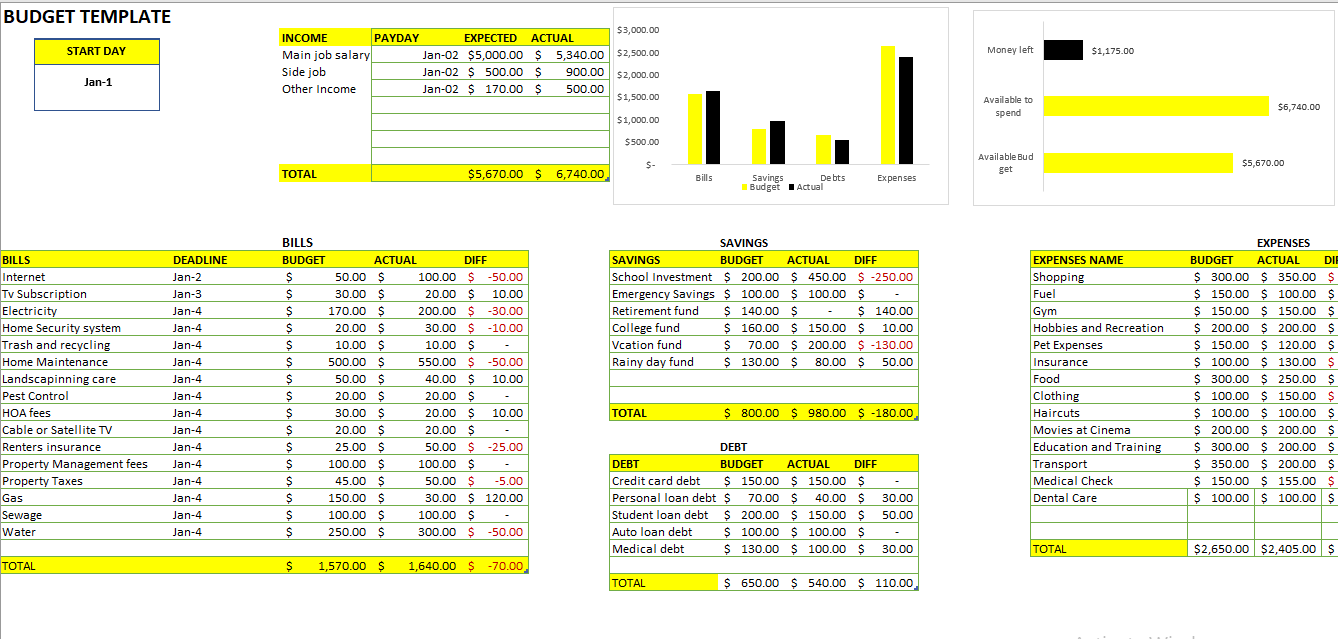 BUDGET TEMPLATE
START DAY
Jan-1
INCOME PAYDAY EXPECTED ACTUAL
Main job salary Jan-02 $5,000.00 $ 5,340.00
Side job Jan-02 $ 500.00 $ 900.00
Other Income Jan-02 $ 170.00 $ 500.00
TOTAL $5,670.00 $ 6,740.00
$3,000.00
$2,500.00
$2,000.00
$1,500.00
$1,000.00
$500.00
$-
Bills Savings Debts Expenses
Budget Actual
Money left $1,175.00
Available to
spend
$6,740.00
AvailableBud
get
$5,670.00
BILLS
BILLS DEADLINE BUDGET ACTUAL DIFF
Internet Jan-2 $ 50.00 $ 100.00 $ -50.00
Tv Subscription Jan-3 $ 30.00 $ 20.00 $ 10.00
Electricity Jan-4 $ 170.00 $ 200.00 $ -30.00
Home Security system Jan-4 $ 20.00 $ 30.00 $ -10.00
Trash and recycling Jan-4 $ 10.00 $ 10.00 $ -
Home Maintenance Jan-4 $ 500.00 $ 550.00 $ -50.00
Landscapinning care Jan-4 $ 50.00 $ 40.00 $ 10.00
Pest Control Jan-4 $ 20.00 $ 20.00 $ -
HOA fees Jan-4 $ 30.00 $ 20.00 $ 10.00
Cable or Satellite TV Jan-4 $ 20.00 $ 20.00 $ -
Renters insurance Jan-4 $ 25.00 $ 50.00 $ -25.00
Property Management fees Jan-4 $ 100.00 $ 100.00 $ -
Property Taxes Jan-4 $ 45.00 $ 50.00 $ -5.00
Gas Jan-4 $ 150.00 $ 30.00 $ 120.00
Sewage Jan-4 $ 100.00 $ 100.00 $ -
Water Jan-4 $ 250.00 $ 300.00 $ -50.00
TOTAL $ 1,570.00 $ 1,640.00 $ -70.00
SAVINGS
SAVINGS BUDGET ACTUAL DIFF
School Investment $ 200.00 $ 450.00 $ -250.00
Emergency Savings $ 100.00 $ 100.00 $ -
Retirement fund $ 140.00 $ - $ 140.00
College fund $ 160.00 $ 150.00 $ 10.00
Vcation fund $ 70.00 $ 200.00 $ -130.00
Rainy day fund $ 130.00 $ 80.00 $ 50.00
TOTAL $ 800.00 $ 980.00 $ -180.00
DEBT
DEBT BUDGET ACTUAL DIFF
Credit card debt $ 150.00 $ 150.00 $ -
Personal loan debt $ 70.00 $ 40.00 $ 30.00
Student loan debt $ 200.00 $ 150.00 $ 50.00
Auto loan debt $ 100.00 $ 100.00 $ -
Medical debt $ 130.00 $ 100.00 $ 30.00
TOTAL $ 650.00 $ 540.00 $ 110.00
EXPENSES
EXPENSES NAME BUDGET ACTUAL DI
Shopping $ 300.00 $ 350.00 $
Fuel $ 150.00 $ 100.00 $
Gym $ 150.00 $ 150.00 $
Hobbies and Recreation $ 200.00 $ 200.00 $
Pet Expenses $ 150.00 $ 120.00 $
Insurance $ 100.00 $ 130.00 $
Food $ 300.00 $ 250.00 $
Clothing $ 100.00 $ 150.00 $
Haircuts $ 100.00 $ 100.00 $
Movies at Cinema $ 200.00 $ 200.00 $
Education and Training $ 300.00 $ 200.00 $
Transport $ 350.00 $ 200.00 $
Medical Check $ 150.00 $ 155.00 $
Dental Care $ 100.00 $ 100.00 $
TOTAL $2,650.00 $2,405.00 $